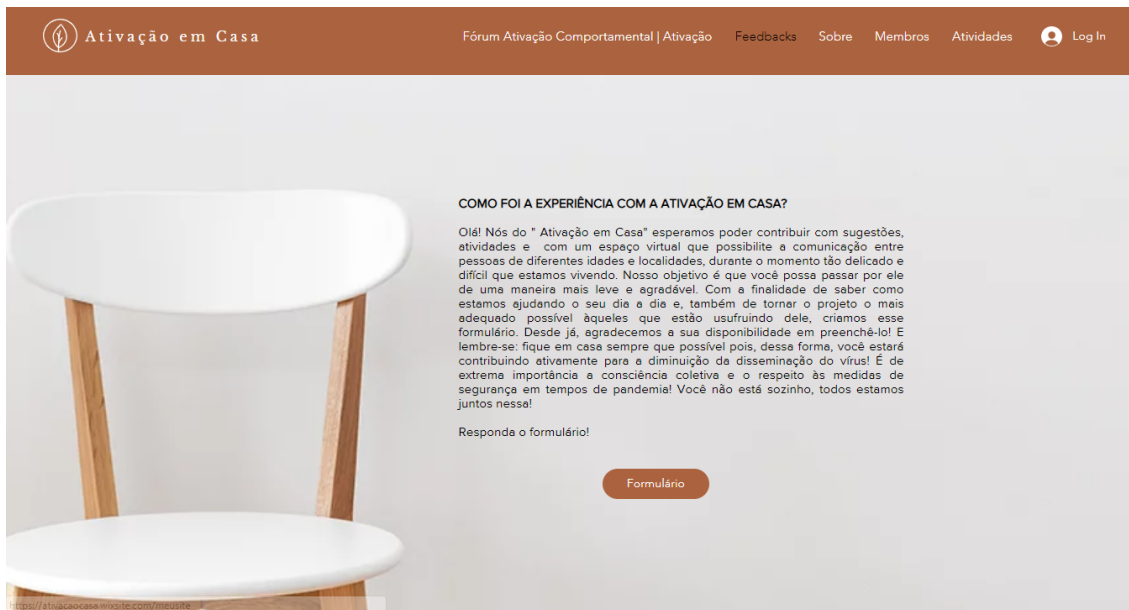 Ativação em Casa
Fórum Ativação Comportamental | Ativação Feedbacks Sobre Membros Atividades Log In
COMO FOI A EXPERIÊNCIA COM A ATIVAÇÃO EM CASA?
Olá! Nós do " Ativação em Casa" esperamos poder contribuir com sugestões,
atividades e com um espaço virtual que possibilite a comunicação entre
pessoas de diferentes idades e localidades, durante o momento tão delicado e
difícil que estamos vivendo. Nosso objetivo é que você possa passar por ele
de uma maneira mais leve e agradável. Com a finalidade de saber como
estamos ajudando o seu dia a dia e, também de tornar o projeto o mais
adequado possível àqueles que estão usufruindo dele, criamos esse
formulário. Desde já, agradecemos a sua disponibilidade em preenchê-lo! E
lembre-se: fique em casa sempre que possível pois, dessa forma, você estará
contribuindo ativamente para a diminuição da disseminação do vírus! É de
extrema importância a consciência coletiva e o respeito às medidas de
segurança em tempos de pandemia! Você não está sozinho, todos estamos
juntos nessa!
Responda o formulário!
Formulário
https://ativacaocasa.wixsite.com/meusite